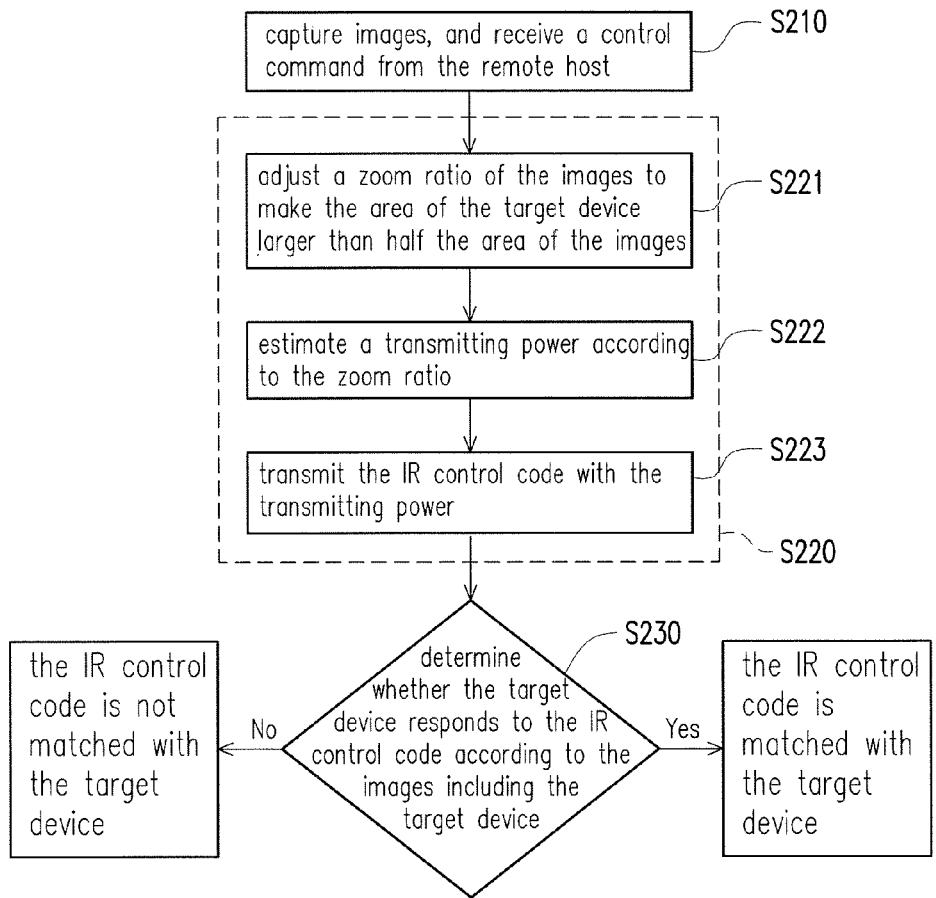 capture images, and receive a control
command from the remote host
S210
adjust a zoom ratio of the images to
make the area of the target device
larger than half the area of the images
S221
estimate a transmitting power according
to the zoom ratio
S222
transmit the IR control code with the
transmitting power
S223
S220
S230
determine
whether the target
device responds to the IR
control code according to the
images including the
target device
No
the IR control
code is not
matched with
the target
device
Yes
the IR control
code is
matched with
the target
device